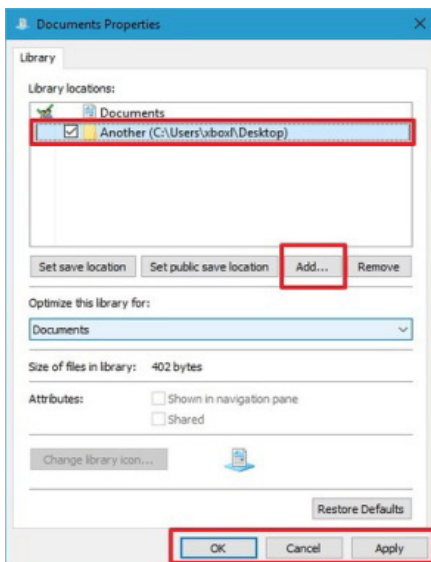 Documents Properties
Library
Library locations:
Documents
Another (C:\Users\xboxl\Desktop)
Set save location Set public save location Add... Remove
Optimize this library for:
Documents
Size of files in library: 402 bytes
Attributes: Shown in navigation pane
Shared
Change library icon...
Restore Defaults
OK Cancel Apply